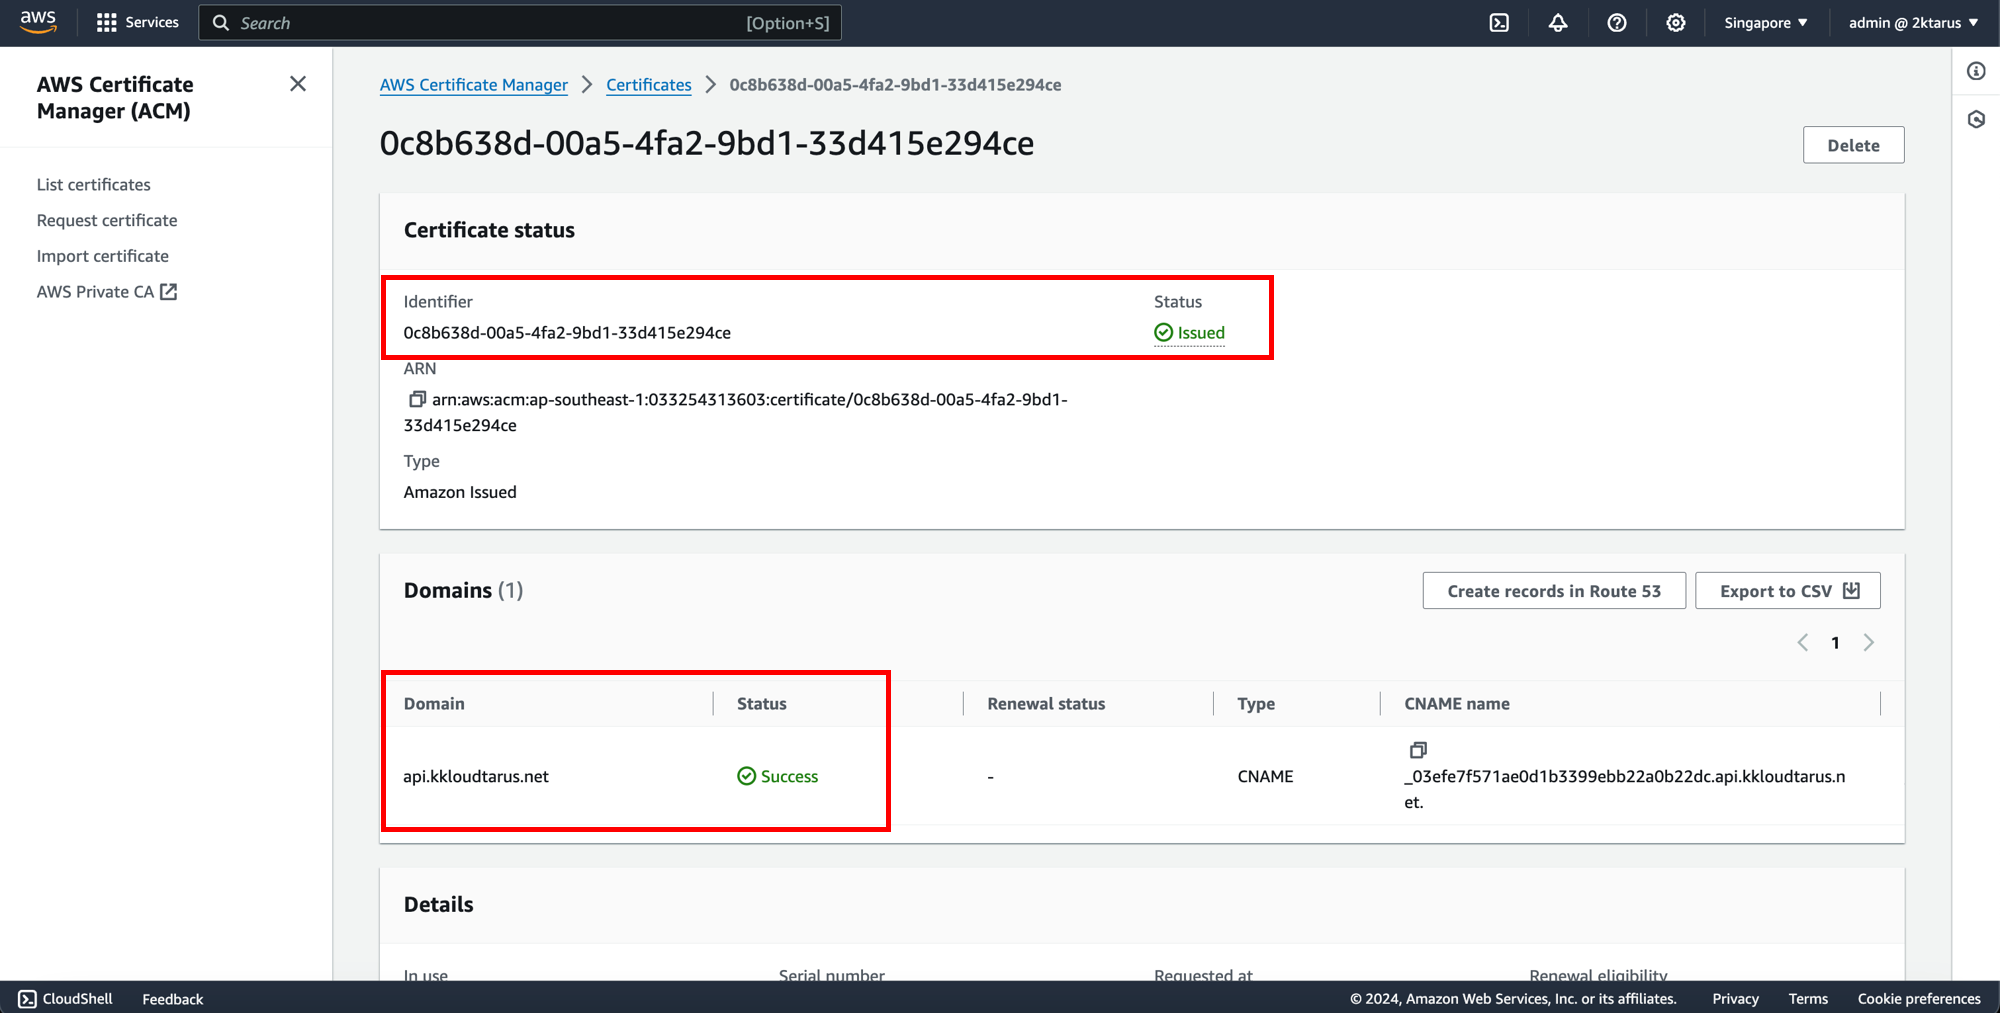 aws
Services
Search [Option+S]
Singapore ▼
admin @ 2ktarus ▼
AWS Certificate
Manager (ACM)
List certificates
Request certificate
Import certificate
AWS Private CA
AWS Certificate Manager > Certificates > 0c8b638d-00a5-4fa2-9bd1-33d415e294ce
0c8b638d-00a5-4fa2-9bd1-33d415e294ce
Delete
Certificate status
Identifier Status
0c8b638d-00a5-4fa2-9bd1-33d415e294ce Issued
ARN
arn:aws:acm:ap-southeast-1:033254313603:certificate/0c8b638d-00a5-4fa2-9bd1-
33d415e294ce
Type
Amazon Issued
Domains (1)
Create records in Route 53
Export to CSV
1
Domain Status Renewal status Type CNAME name
api.kkloudtarus.net Success - CNAME _03efe7f571ae0d1b3399ebb22a0b22dc.api.kkloudtarus.n
et.
Details
In use Serial number Requested at Renewal eligibility
CloudShell Feedback © 2024, Amazon Web Services, Inc. or its affiliates. Privacy Terms Cookie preferences